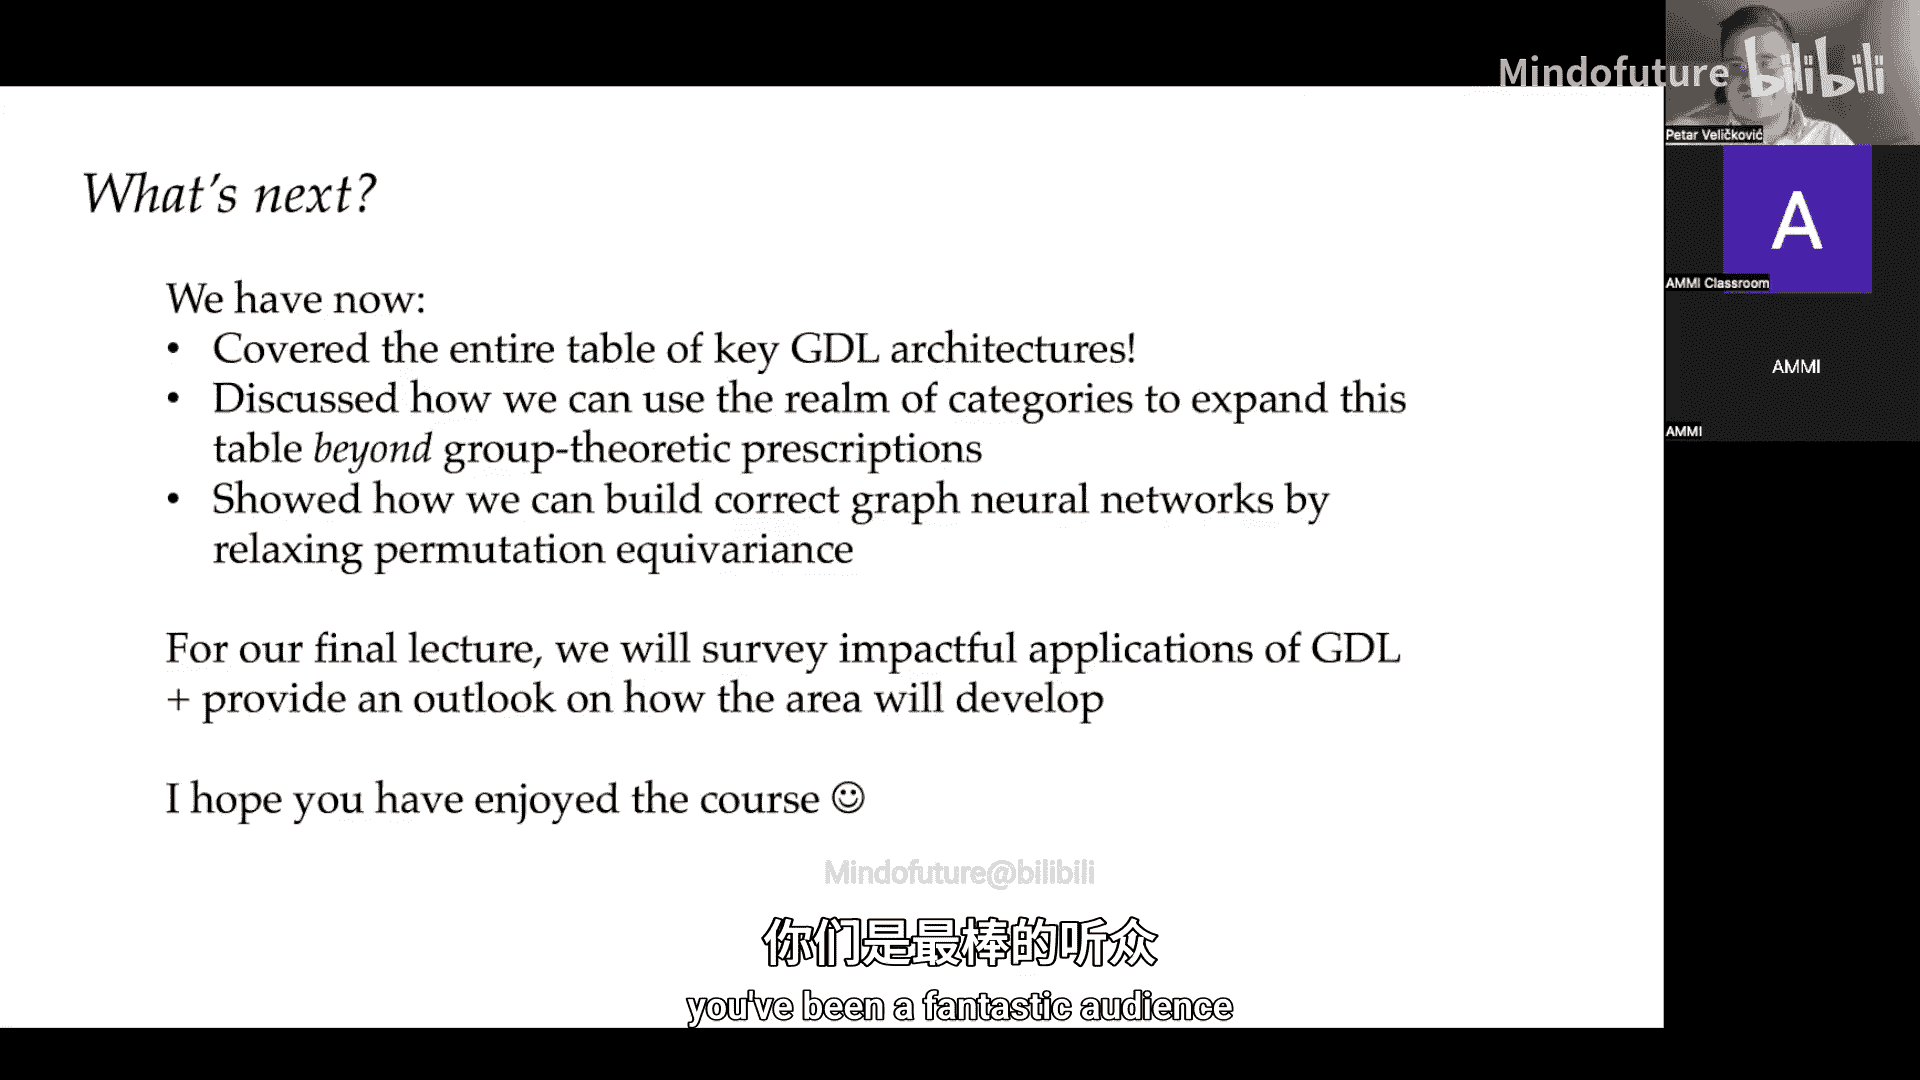 Mindofuture bilibili
Petar Veličković
A
AMMI Classroom
AMMI
AMMI
What's next?
We have now:
• Covered the entire table of key GDL architectures!
• Discussed how we can use the realm of categories to expand this
table beyond group-theoretic prescriptions
• Showed how we can build correct graph neural networks by
relaxing permutation equivariance
For our final lecture, we will survey impactful applications of GDL
+ provide an outlook on how the area will develop
I hope you have enjoyed the course ☺
Mindofuture@bilibili
你们是最棒的听众
you've been a fantastic audience